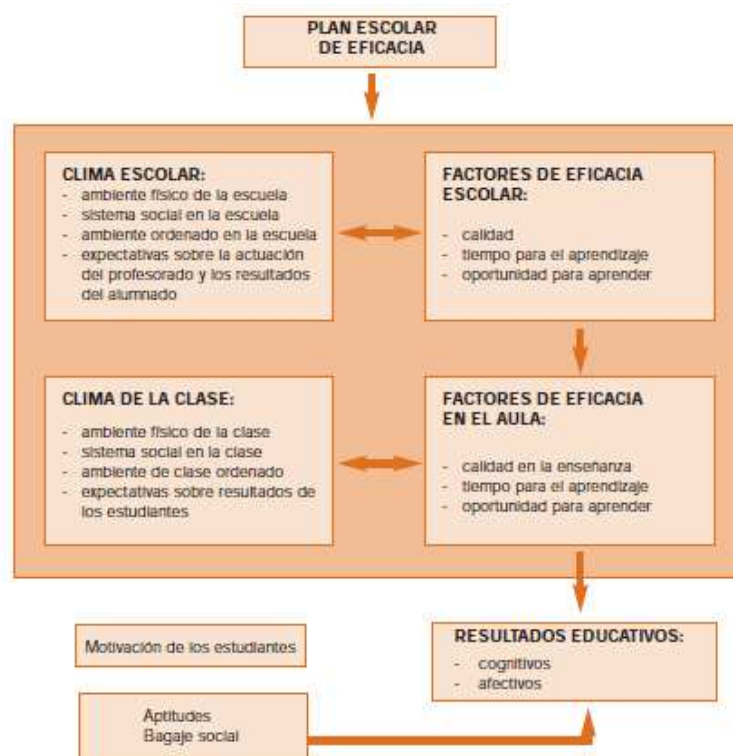 PLAN ESCOLAR
DE EFICACIA
CLIMA ESCOLAR:
- ambiente físico de la escuela
- sistema social en la escuela
- ambiente ordenado en la escuela
- expectativas sobre la actuación
del profesorado y los resultados
del alumnado
FACTORES DE EFICACIA
ESCOLAR:
- calidad
- tiempo para el aprendizaje
- oportunidad para aprender
CLIMA DE LA CLASE:
- ambiente físico de la clase
- sistema social en la clase
- ambiente de clase ordenado
- expectativas sobre resultados de
los estudiantes
FACTORES DE EFICACIA
EN EL AULA:
- calidad en la enseñanza
- tiempo para el aprendizaje
- oportunidad para aprender
RESULTADOS EDUCATIVOS:
- cognitivos
- afectivos
Motivación de los estudiantes
Aptitudes
Bagaje social